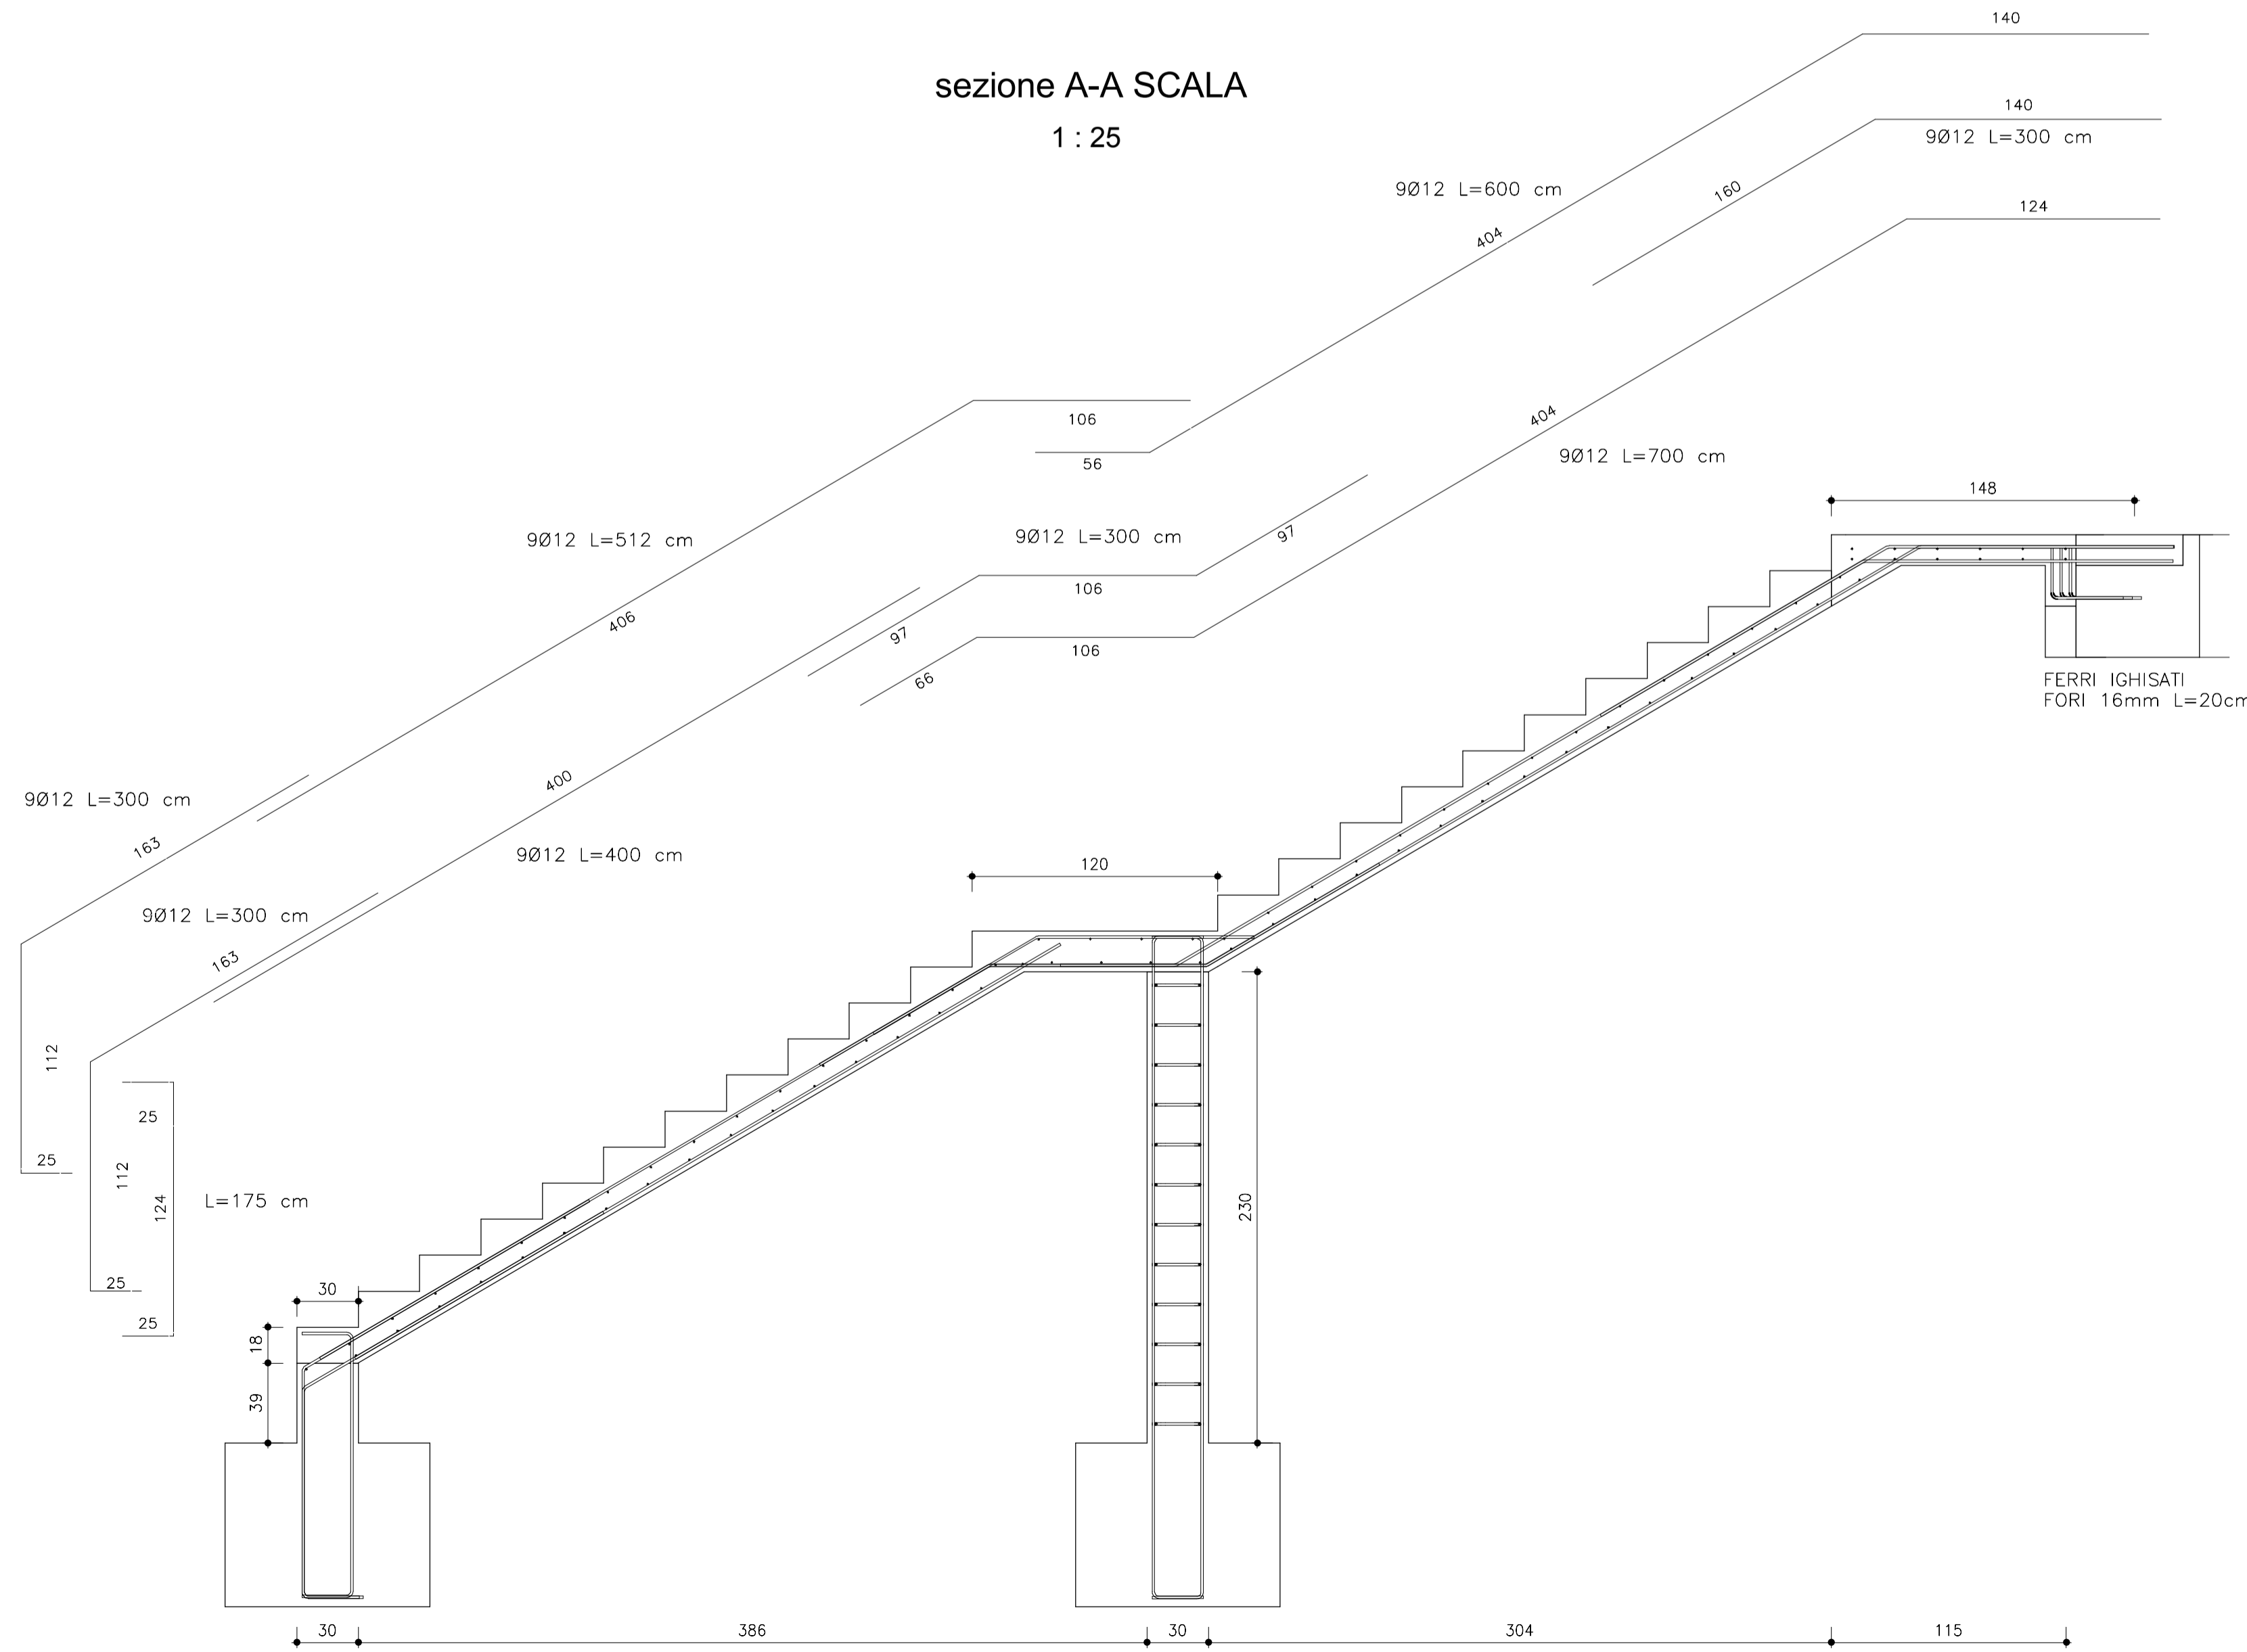 140
sezione A-A SCALA
1 : 25
140
9Ø12 L=300 cm
9Ø12 L=600 cm
160
124
404
106
404
56
9Ø12 L=700 cm
148
9Ø12 L=512 cm
9Ø12 L=300 cm
97
106
406
97
106
66
FERRI IGHISATI
FORI 16mm L=20cm
400
9Ø12 L=300 cm
163
9Ø12 L=400 cm
120
9Ø12 L=300 cm
163
112
25
25
112
124
L=175 cm
230
25
30
25
18
39
30
386
30
304
115